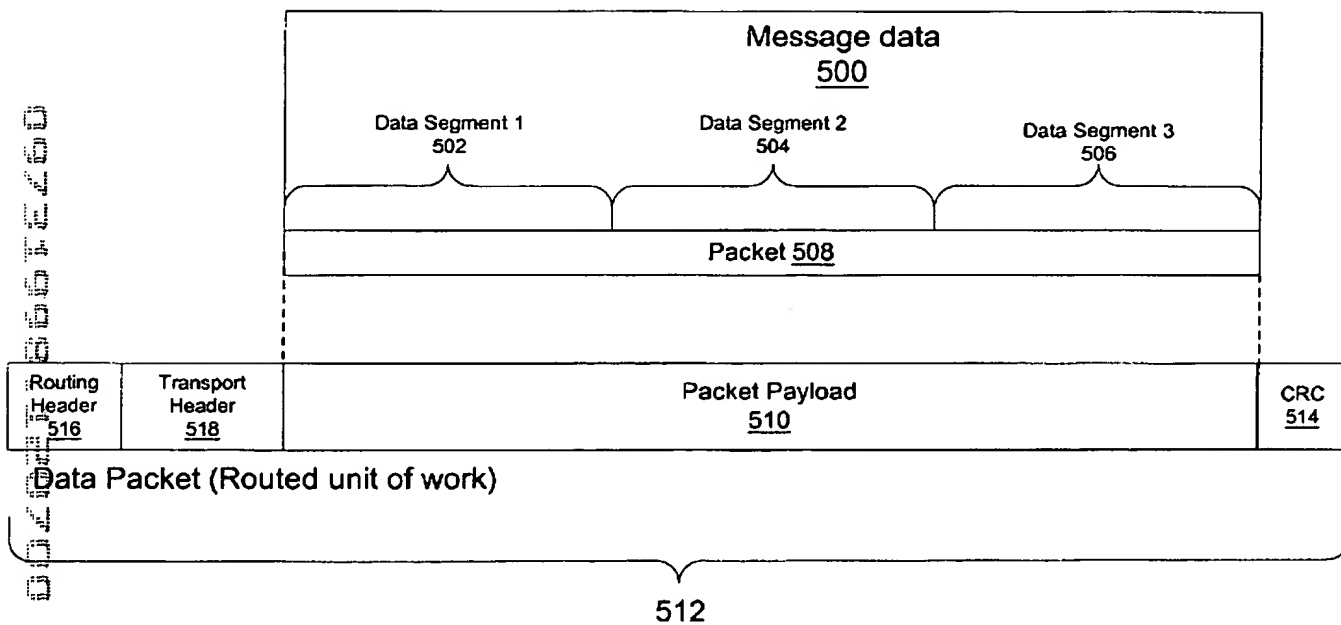 Message data
500
Data Segment 1
502
Data Segment 2
504
Data Segment 3
506
Packet 508
Routing
Header
516
Transport
Header
518
Packet Payload
510
CRC
514
Data Packet (Routed unit of work)
512